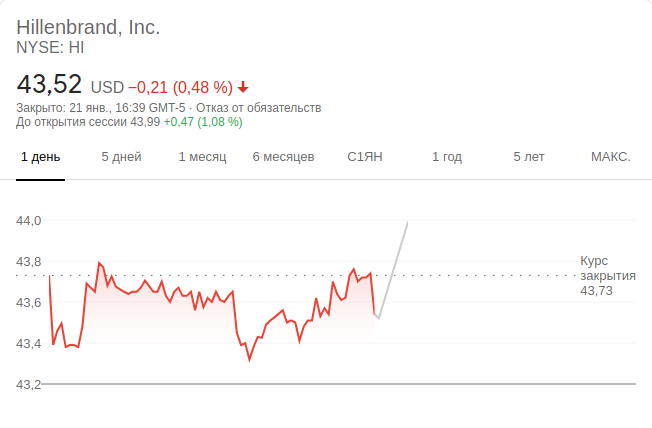 Hillenbrand, Inc.
NYSE: HI
43,52 USD −0,21 (0,48 %)
Закрыто: 21 янв., 16:39 GMT-5 · Отказ от обязательств
До открытия сессии 43,99 +0,47 (1,08 %)
1 день 5 дней 1 месяц 6 месяцев С1ЯН 1 год 5 лет МАКС.
44,0
43,8
43,6
43,4
43,2
Курс
закрытия
43,73